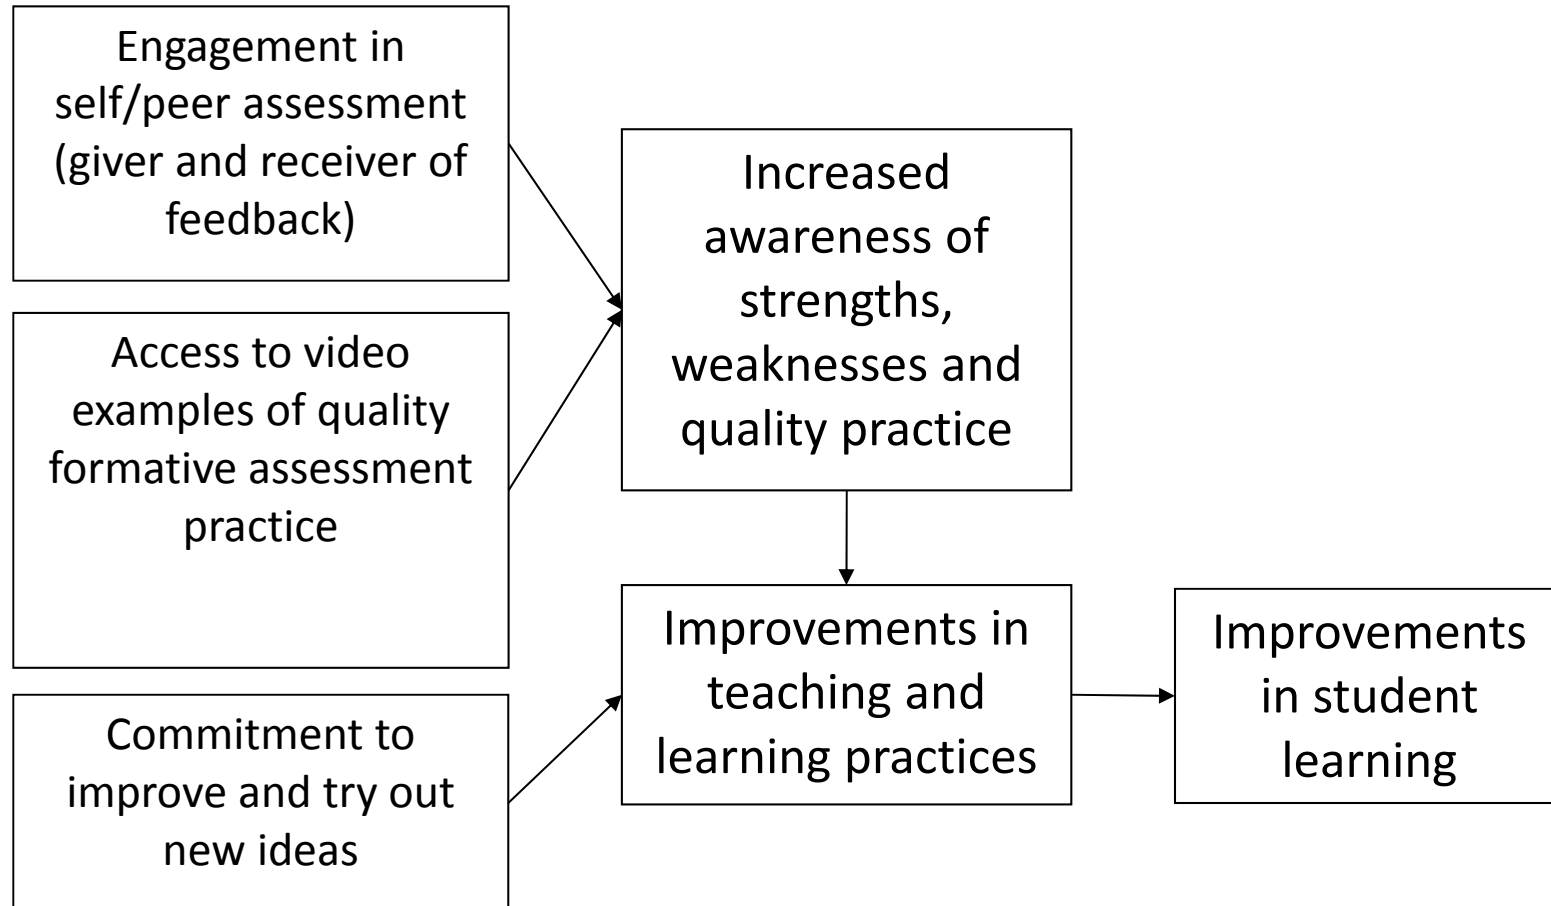 Engagement in
self/peer assessment
(giver and receiver of
feedback)
Access to video
examples of quality
formative assessment
practice
Commitment to
improve and try out
new ideas
Increased
awareness of
strengths,
weaknesses and
quality practice
Improvements in
teaching and
learning practices
Improvements
in student
learning